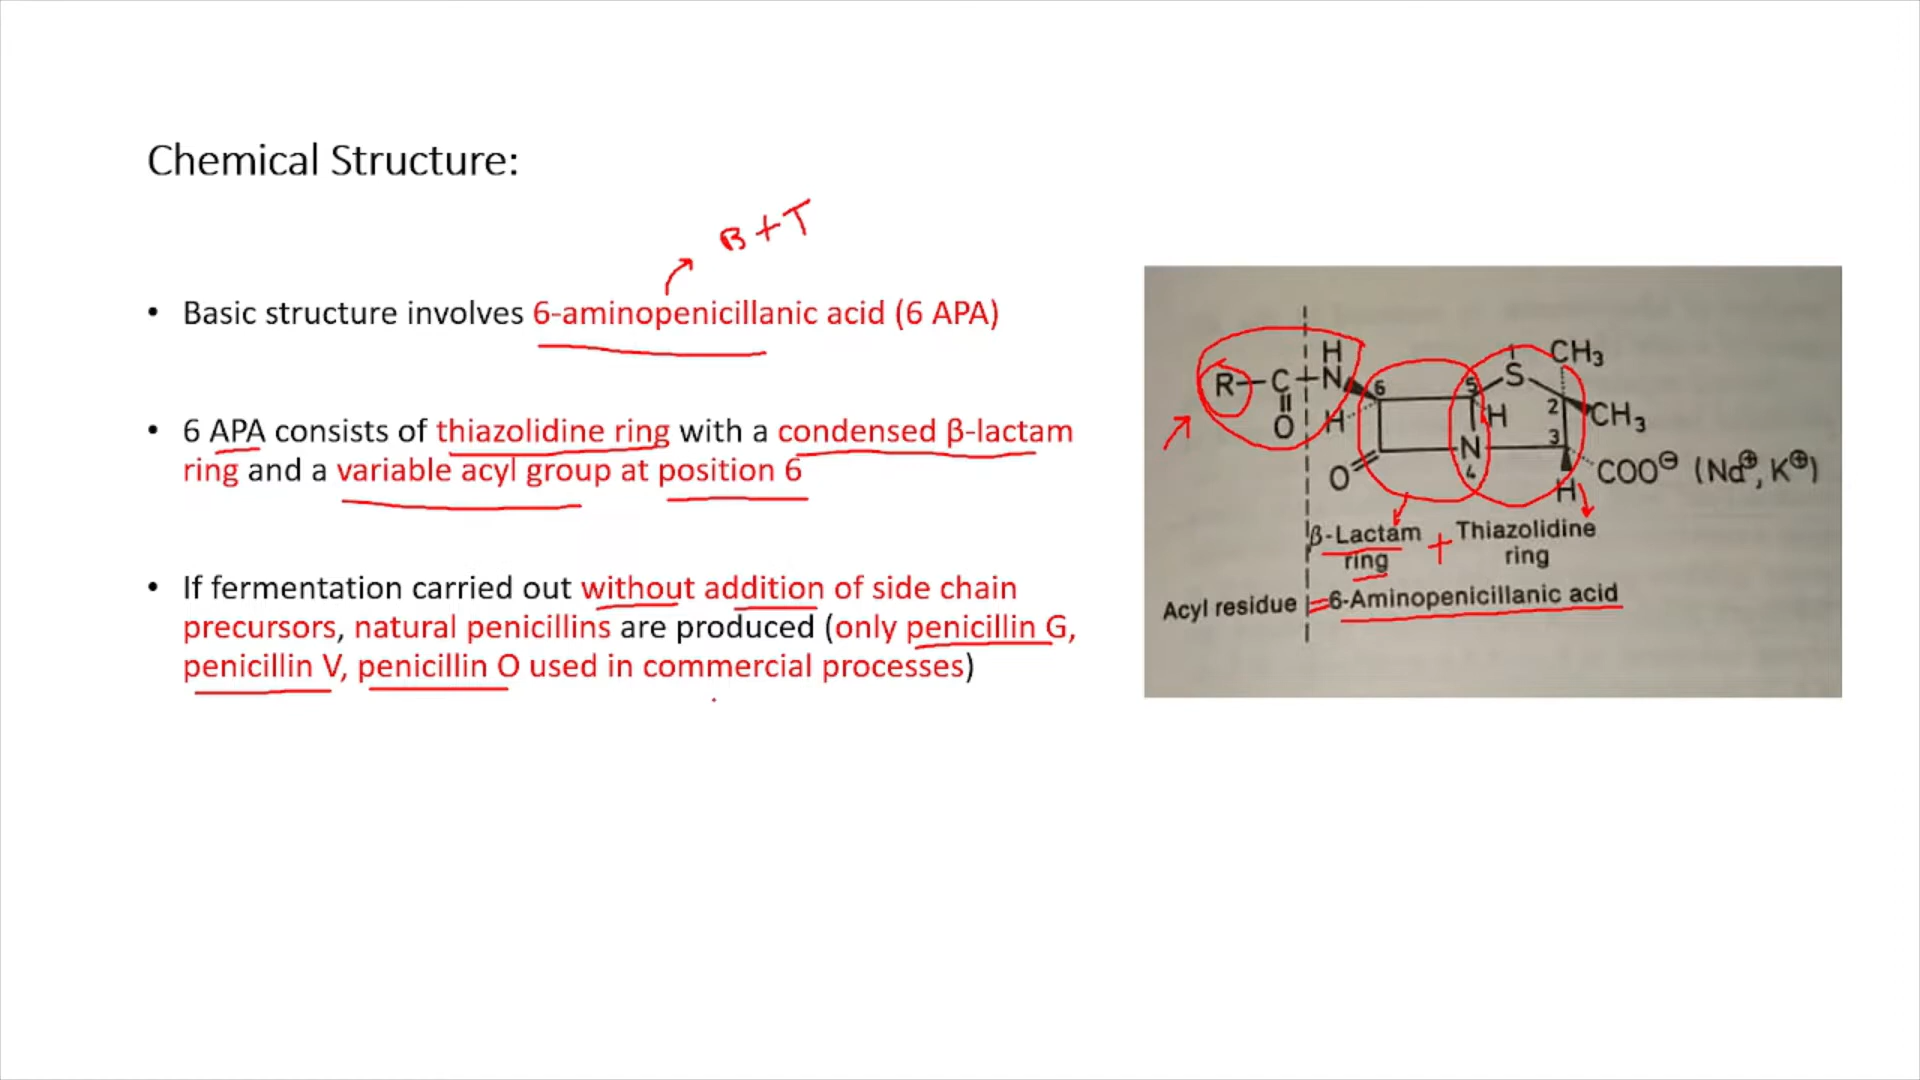 Chemical Structure:
B + T
• Basic structure involves 6-aminopenicillanic acid (6 APA)
• 6 APA consists of thiazolidine ring with a condensed β-lactam
ring and a variable acyl group at position 6
• If fermentation carried out without addition of side chain
precursors, natural penicillins are produced (only penicillin G,
penicillin V, penicillin O used in commercial processes)
H S CH₃
R–C–N 6 5
O H H 2 CH₃
N 3
O 4 COO⊖ (Na⊕, K⊕)
H
β-Lactam + Thiazolidine
ring ring
Acyl residue = 6-Aminopenicillanic acid